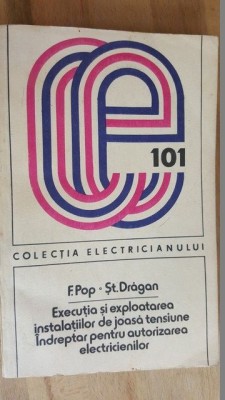 101
COLECȚIA ELECTRICIANULUI
F.Pop • Șt.Drăgan
Execuția și exploatarea
instalațiilor de joasă tensiune
Îndreptar pentru autorizarea
electricienilor